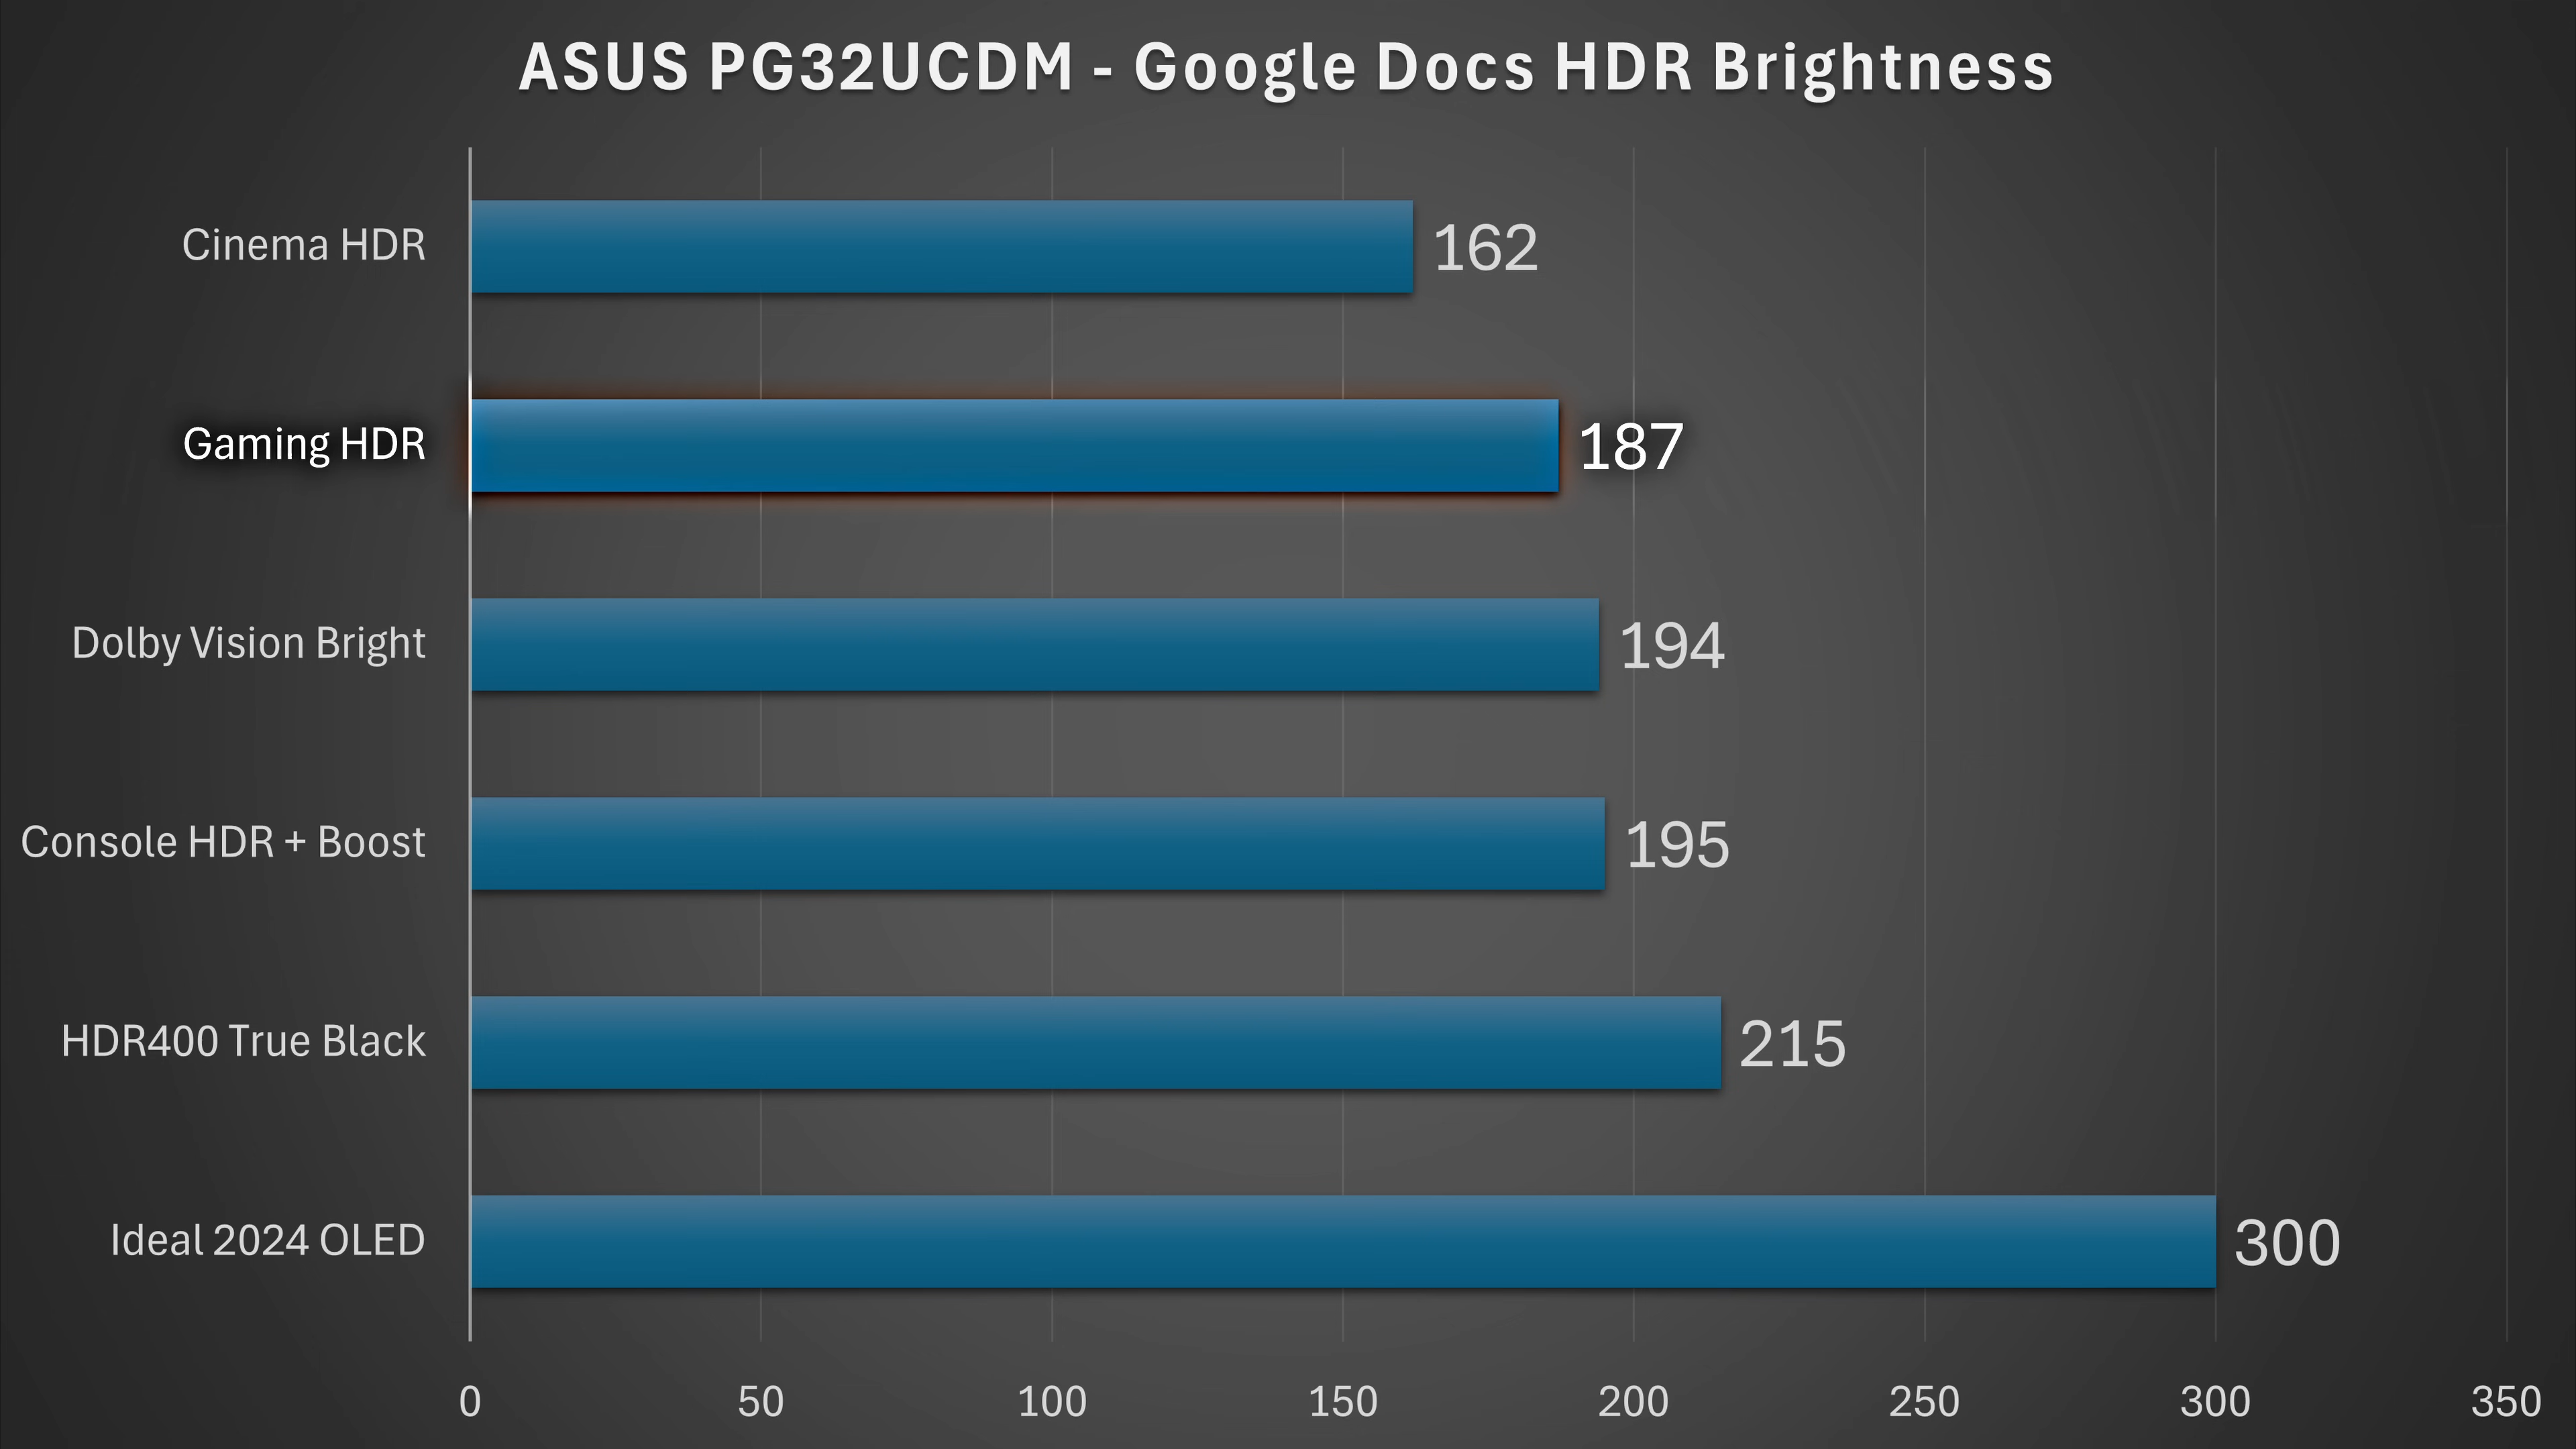 ASUS PG32UCDM - Google Docs HDR Brightness
Cinema HDR 162
Gaming HDR 187
Dolby Vision Bright 194
Console HDR + Boost 195
HDR400 True Black 215
Ideal 2024 OLED 300
0 50 100 150 200 250 300 350